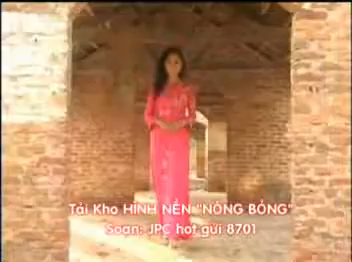 Tải Kho HÌNH NỀN "NÓNG BỎNG"
Soạn: JPC hot gửi 8701